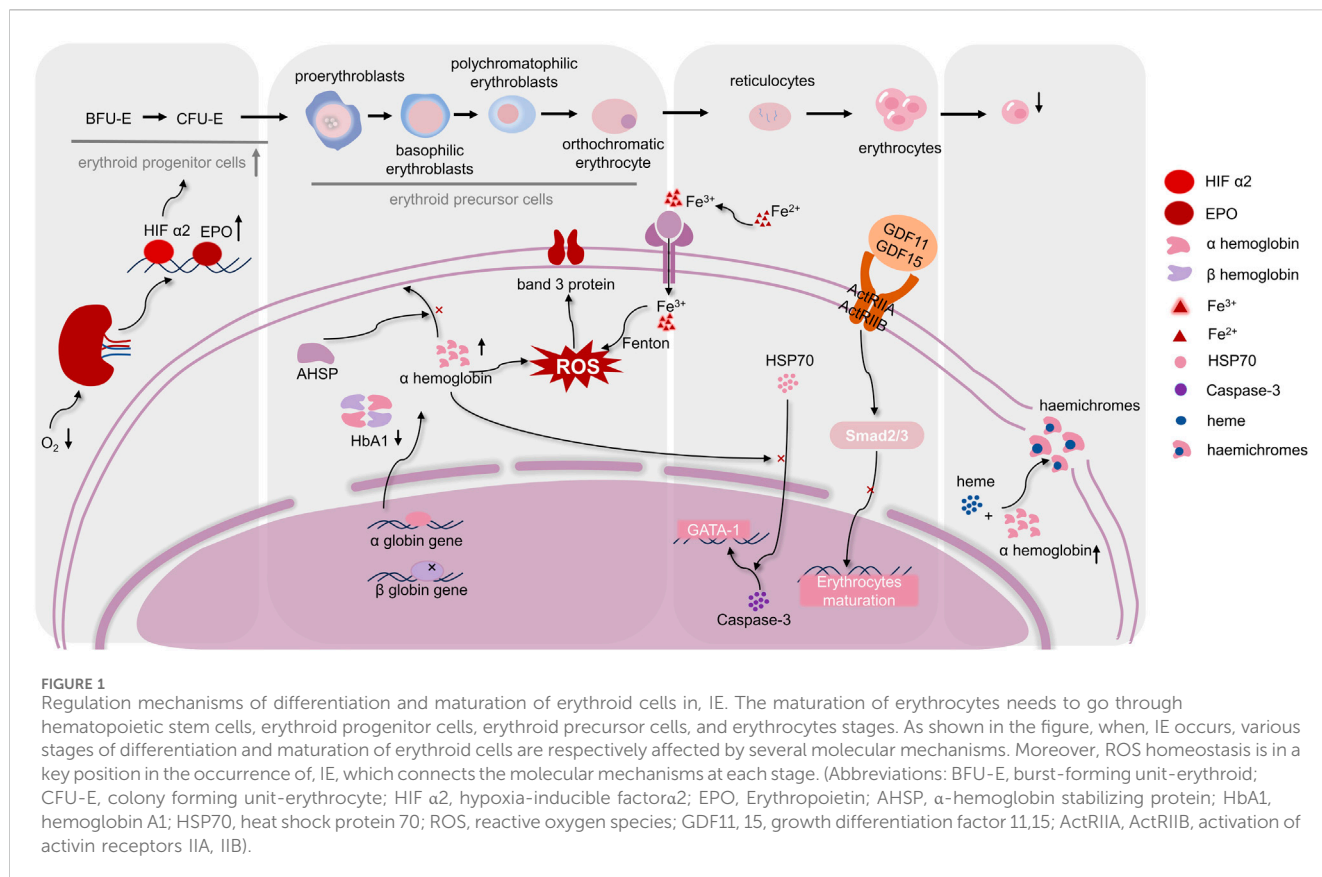 proerythroblasts
polychromatophilic
erythroblasts
reticulocytes
BFU-E
CFU-E
basophilic
erythroblasts
orthochromatic
erythrocyte
erythrocytes
erythroid progenitor cells
erythroid precursor cells
HIF α2
EPO
Fe3+
Fe2+
GDF11
GDF15
band 3 protein
ActRIIA
ActRIIB
Fe3+
Fenton
AHSP
α hemoglobin
ROS
HSP70
O2
HbA1
Smad2/3
haemichromes
heme
+
α hemoglobin
GATA-1
α globin gene
β globin gene
Caspase-3
Erythrocytes
maturation
HIF α2
EPO
α hemoglobin
β hemoglobin
Fe3+
Fe2+
HSP70
Caspase-3
heme
haemichromes
FIGURE 1
Regulation mechanisms of differentiation and maturation of erythroid cells in, IE. The maturation of erythrocytes needs to go through
hematopoietic stem cells, erythroid progenitor cells, erythroid precursor cells, and erythrocytes stages. As shown in the figure, when, IE occurs, various
stages of differentiation and maturation of erythroid cells are respectively affected by several molecular mechanisms. Moreover, ROS homeostasis is in a
key position in the occurrence of, IE, which connects the molecular mechanisms at each stage. (Abbreviations: BFU-E, burst-forming unit-erythroid;
CFU-E, colony forming unit-erythrocyte; HIF α2, hypoxia-inducible factorα2; EPO, Erythropoietin; AHSP, α-hemoglobin stabilizing protein; HbA1,
hemoglobin A1; HSP70, heat shock protein 70; ROS, reactive oxygen species; GDF11, 15, growth differentiation factor 11,15; ActRIIA, ActRIIB, activation of
activin receptors IIA, IIB).